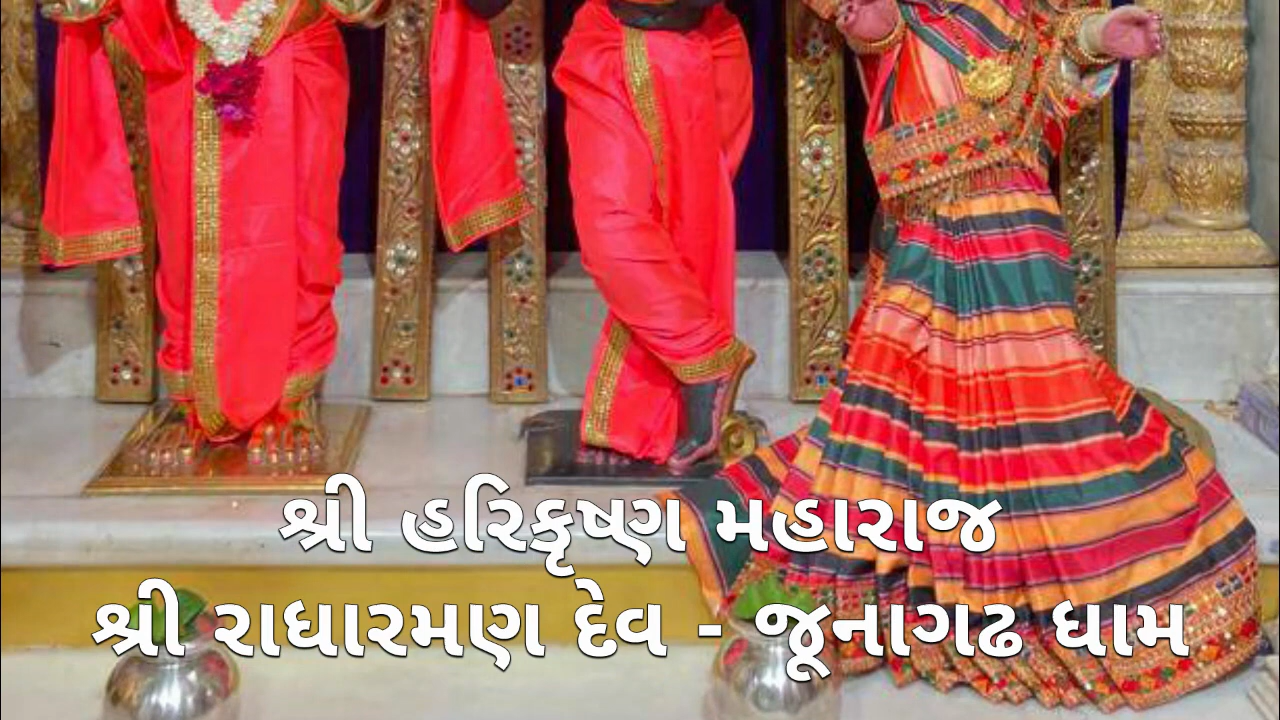 શ્રી હરિકૃષ્ણ મહારાજ
શ્રી રાધારમણ દેવ - જૂનાગઢ ધામ